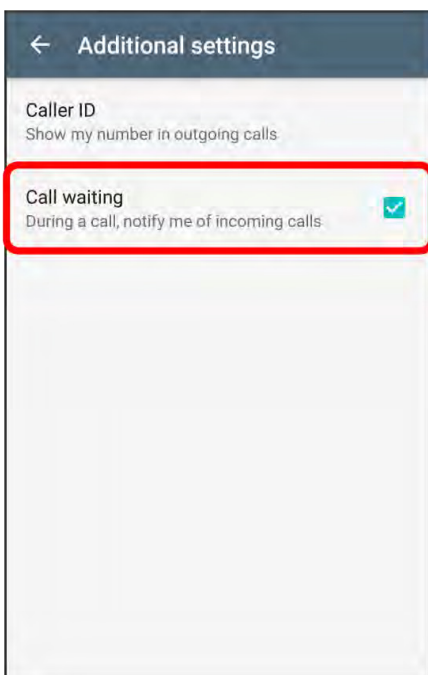 Additional settings
Caller ID
Show my number in outgoing calls
Call waiting
During a call, notify me of incoming calls